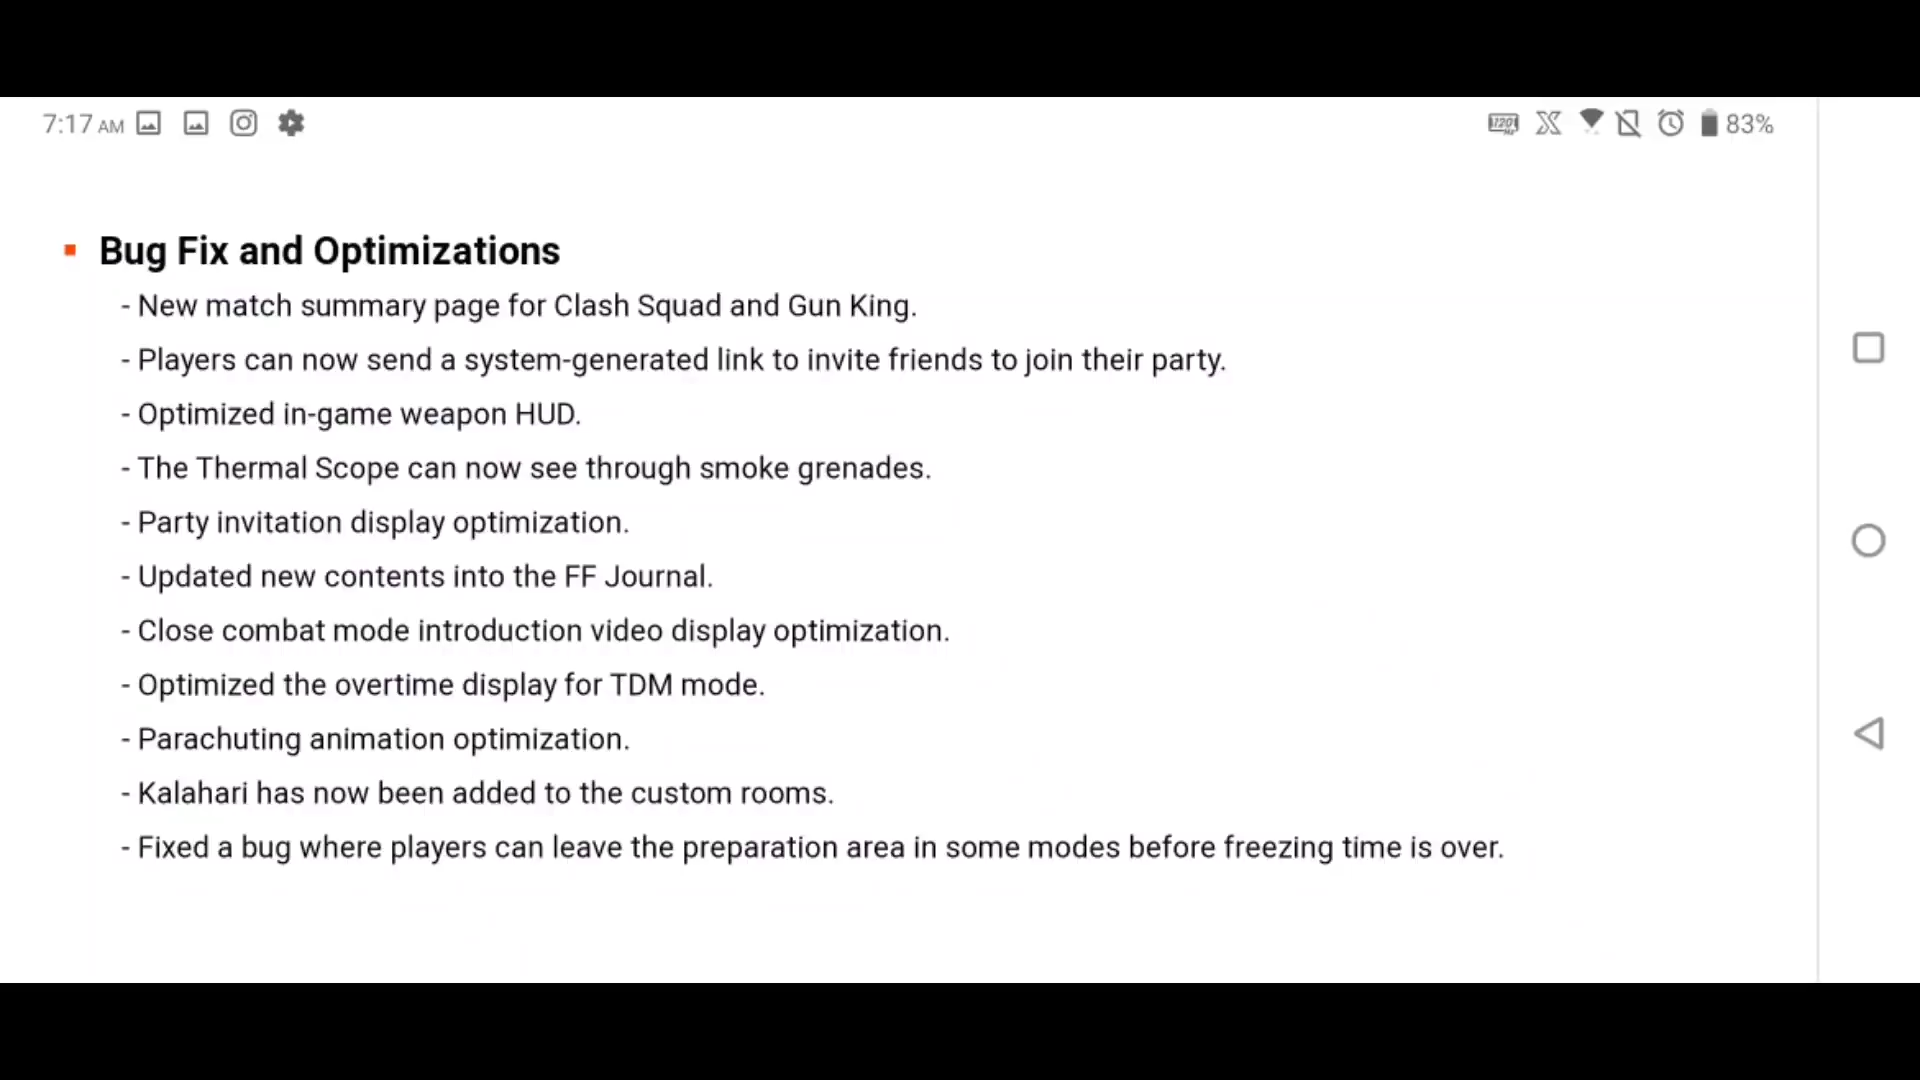 7:17 AM
120 Hz
83%
Bug Fix and Optimizations
- New match summary page for Clash Squad and Gun King.
- Players can now send a system-generated link to invite friends to join their party.
- Optimized in-game weapon HUD.
- The Thermal Scope can now see through smoke grenades.
- Party invitation display optimization.
- Updated new contents into the FF Journal.
- Close combat mode introduction video display optimization.
- Optimized the overtime display for TDM mode.
- Parachuting animation optimization.
- Kalahari has now been added to the custom rooms.
- Fixed a bug where players can leave the preparation area in some modes before freezing time is over.